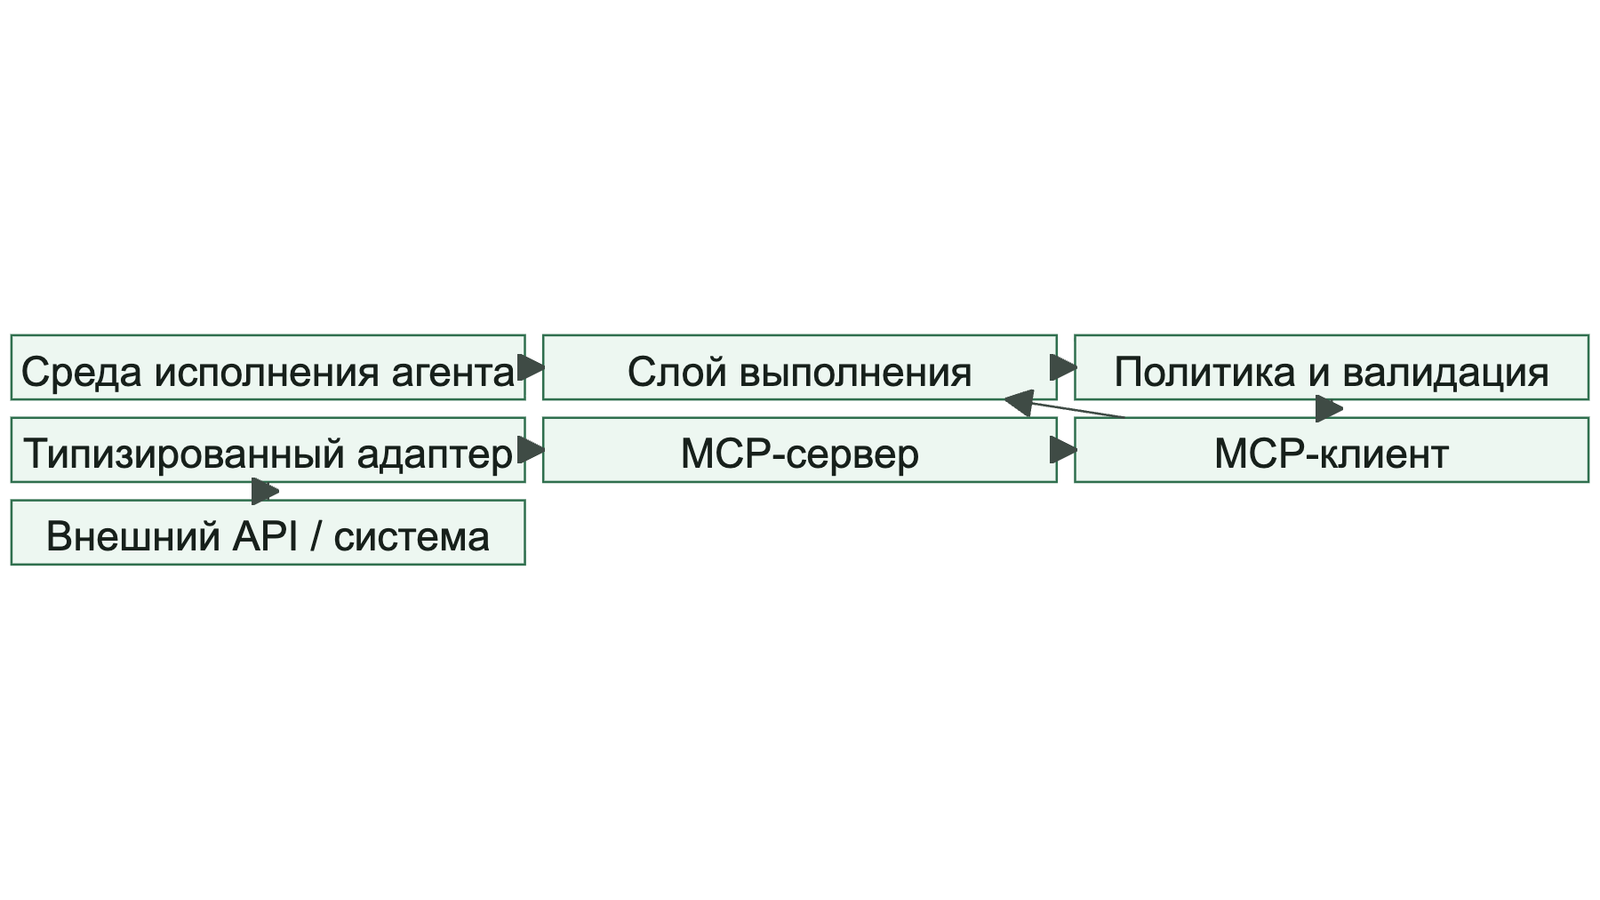 Среда исполнения агента
Слой выполнения
Политика и валидация
Типизированный адаптер
MCP-сервер
MCP-клиент
Внешний API / система